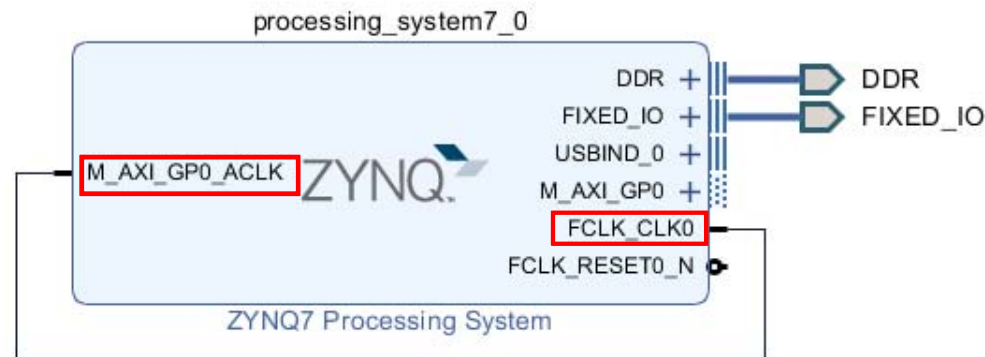 processing_system7_0
DDR
DDR
FIXED_IO
FIXED_IO
USBIND_0
M_AXI_GP0_ACLK
ZYNQ.
M_AXI_GP0
FCLK_CLK0
FCLK_RESET0_N
ZYNQ7 Processing System